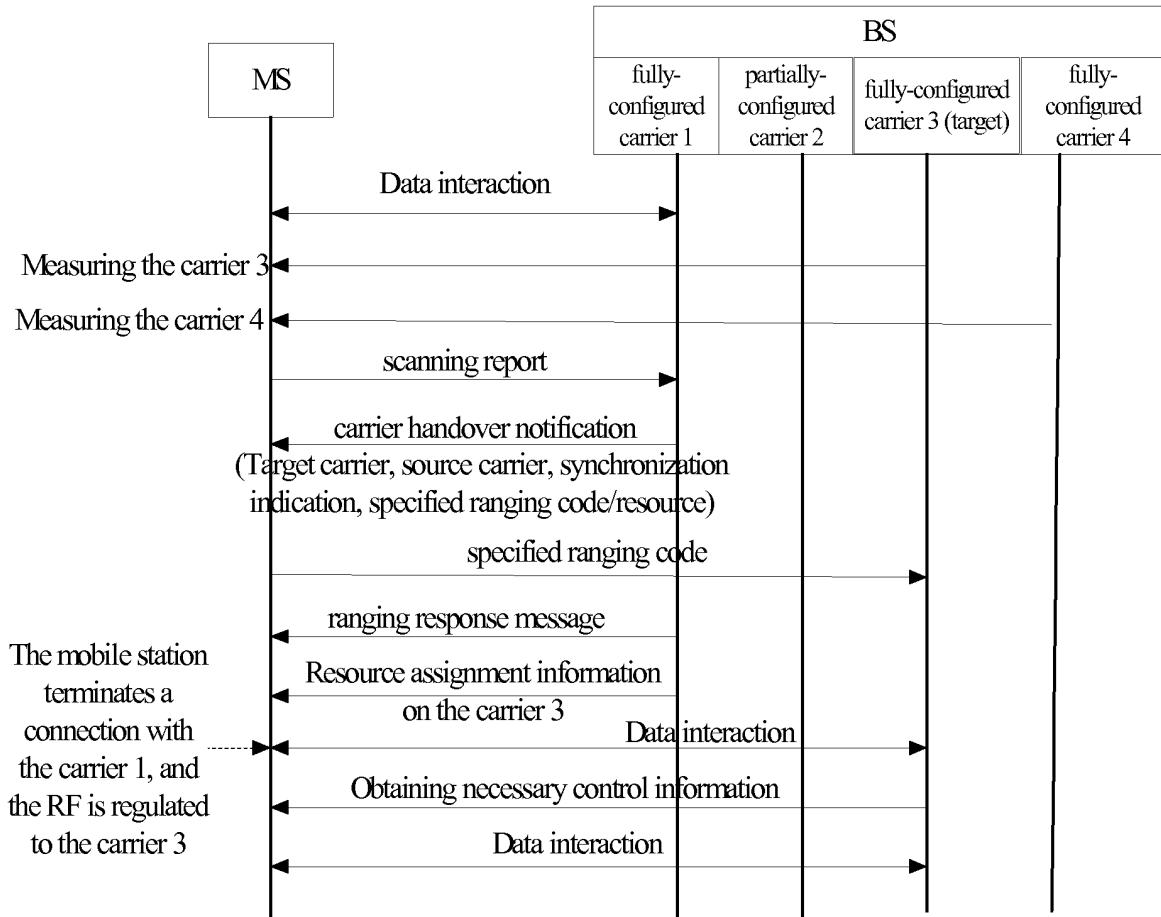 BS
MS
fully-
configured
carrier 1
partially-
configured
carrier 2
fully-configured
carrier 3 (target)
fully-
configured
carrier 4
Data interaction
Measuring the carrier 3
Measuring the carrier 4
scanning report
carrier handover notification
(Target carrier, source carrier, synchronization
indication, specified ranging code/resource)
specified ranging code
ranging response message
Resource assignment information
on the carrier 3
The mobile station
terminates a
connection with
the carrier 1, and
the RF is regulated
to the carrier 3
Data interaction
Obtaining necessary control information
Data interaction